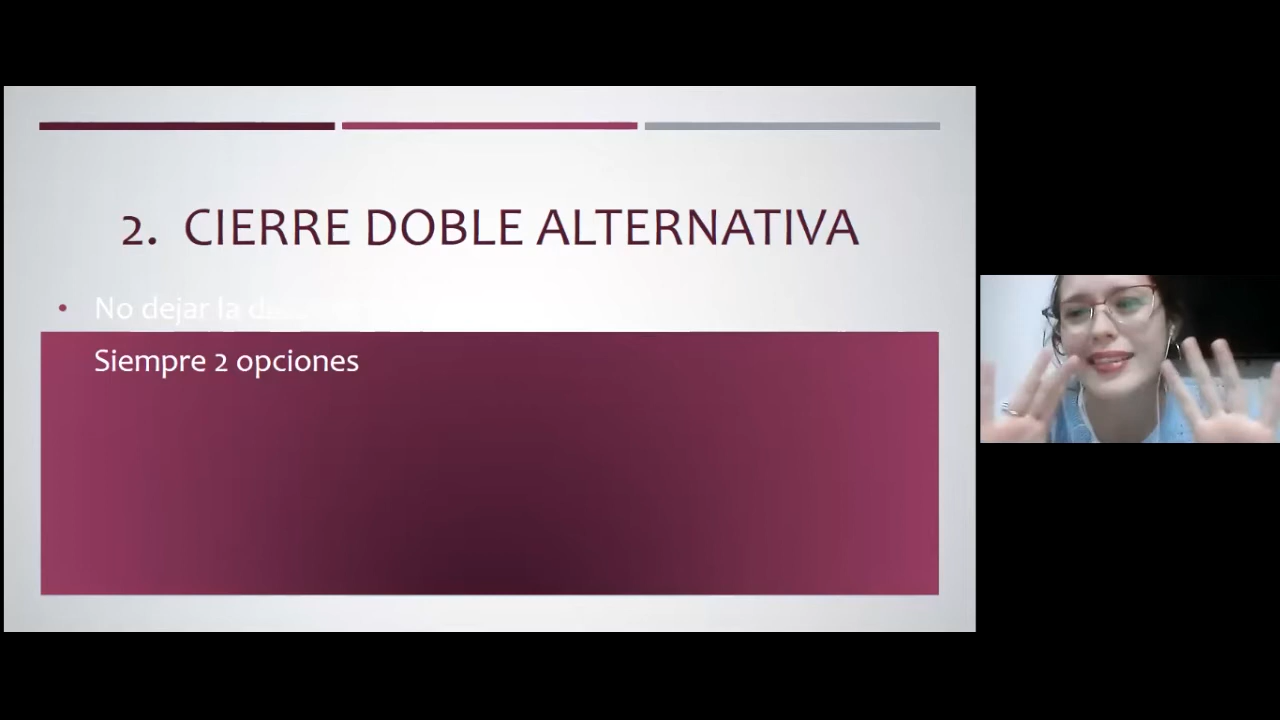 2. CIERRE DOBLE ALTERNATIVA
• No dejar la
Siempre 2 opciones